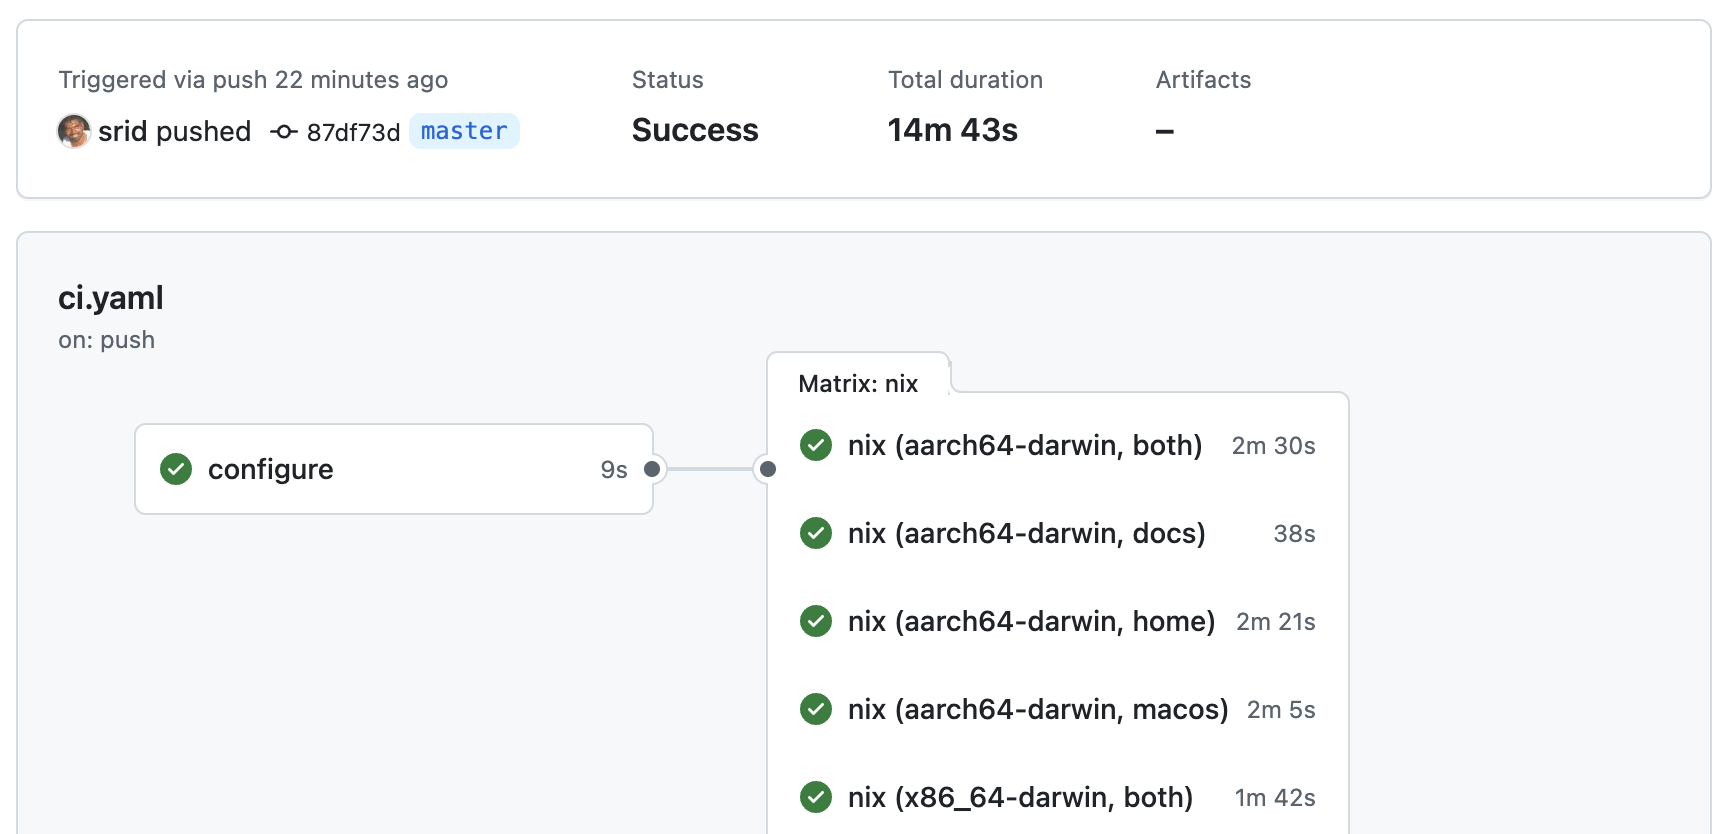 Triggered via push 22 minutes ago
srid pushed 87df73d master
Status
Success
Total duration
14m 43s
Artifacts
–
ci.yaml
on: push
configure 9s
Matrix: nix
nix (aarch64-darwin, both) 2m 30s
nix (aarch64-darwin, docs) 38s
nix (aarch64-darwin, home) 2m 21s
nix (aarch64-darwin, macos) 2m 5s
nix (x86_64-darwin, both) 1m 42s